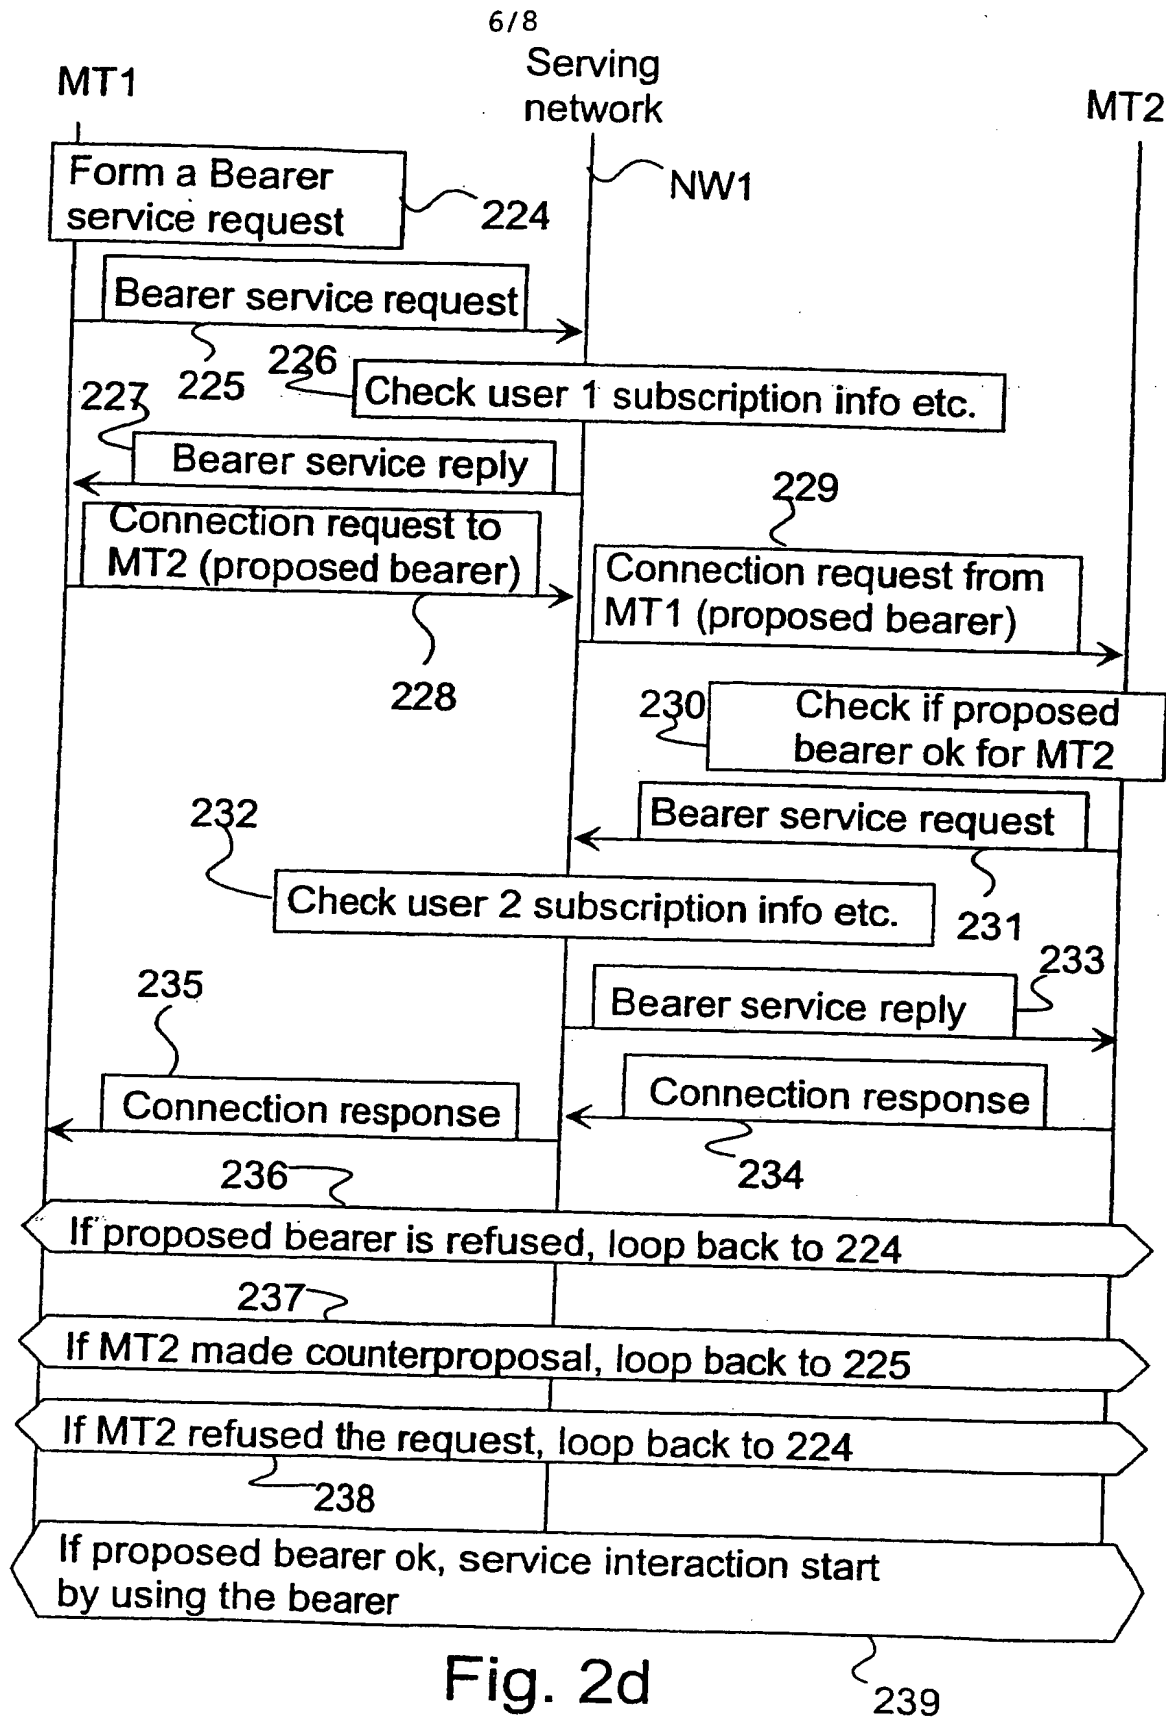 6/8
MT1
Serving
network
MT2
NW1
Form a Bearer
service request
224
Bearer service request
225
226
Check user 1 subscription info etc.
227
Bearer service reply
229
Connection request to
MT2 (proposed bearer)
Connection request from
MT1 (proposed bearer)
228
230
Check if proposed
bearer ok for MT2
Bearer service request
232
231
Check user 2 subscription info etc.
233
235
Bearer service reply
Connection response
Connection response
236
234
If proposed bearer is refused, loop back to 224
237
If MT2 made counterproposal, loop back to 225
If MT2 refused the request, loop back to 224
238
If proposed bearer ok, service interaction start
by using the bearer
Fig. 2d
239